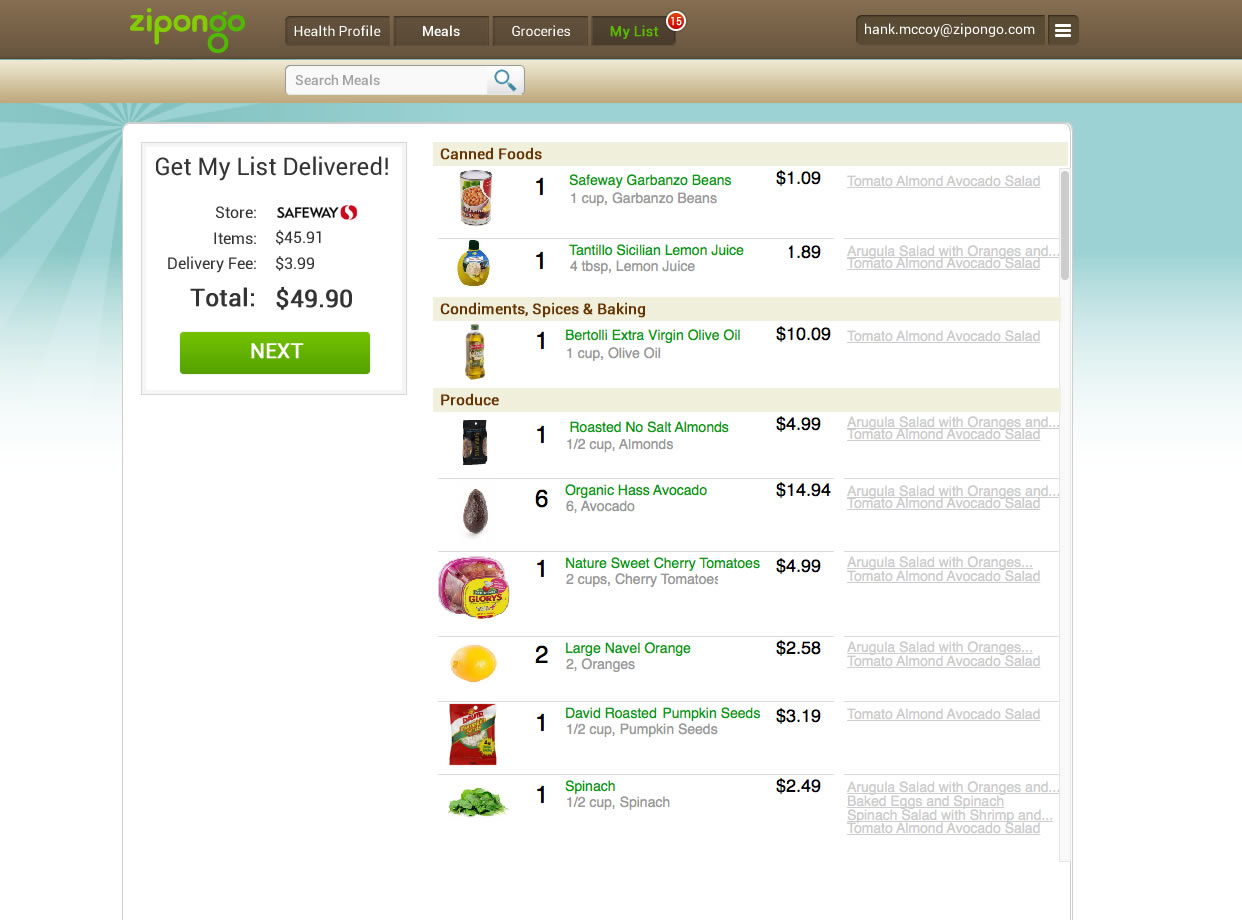 zipongo
Health Profile
Meals
Groceries
My List
15
hank.mccoy@zipongo.com
Search Meals
Get My List Delivered!
Store: SAFEWAY
Items: $45.91
Delivery Fee: $3.99
Total: $49.90
NEXT
Canned Foods
1 Safeway Garbanzo Beans $1.09 Tomato Almond Avocado Salad
1 cup, Garbanzo Beans
1 Tantillo Sicilian Lemon Juice 1.89 Arugula Salad with Oranges and...
4 tbsp, Lemon Juice Tomato Almond Avocado Salad
Condiments, Spices & Baking
1 Bertolli Extra Virgin Olive Oil $10.09 Tomato Almond Avocado Salad
1 cup, Olive Oil
Produce
1 Roasted No Salt Almonds $4.99 Arugula Salad with Oranges and...
1/2 cup, Almonds Tomato Almond Avocado Salad
6 Organic Hass Avocado $14.94 Arugula Salad with Oranges and...
6, Avocado Tomato Almond Avocado Salad
1 Nature Sweet Cherry Tomatoes $4.99 Arugula Salad with Oranges...
2 cups, Cherry Tomatoes Tomato Almond Avocado Salad
GLORYS
2 Large Navel Orange $2.58 Arugula Salad with Oranges...
2, Oranges Tomato Almond Avocado Salad
1 David Roasted Pumpkin Seeds $3.19 Tomato Almond Avocado Salad
1/2 cup, Pumpkin Seeds
DAVID
1 Spinach $2.49 Arugula Salad with Oranges and...
1/2 cup, Spinach Baked Eggs and Spinach
Spinach Salad with Shrimp and...
Tomato Almond Avocado Salad